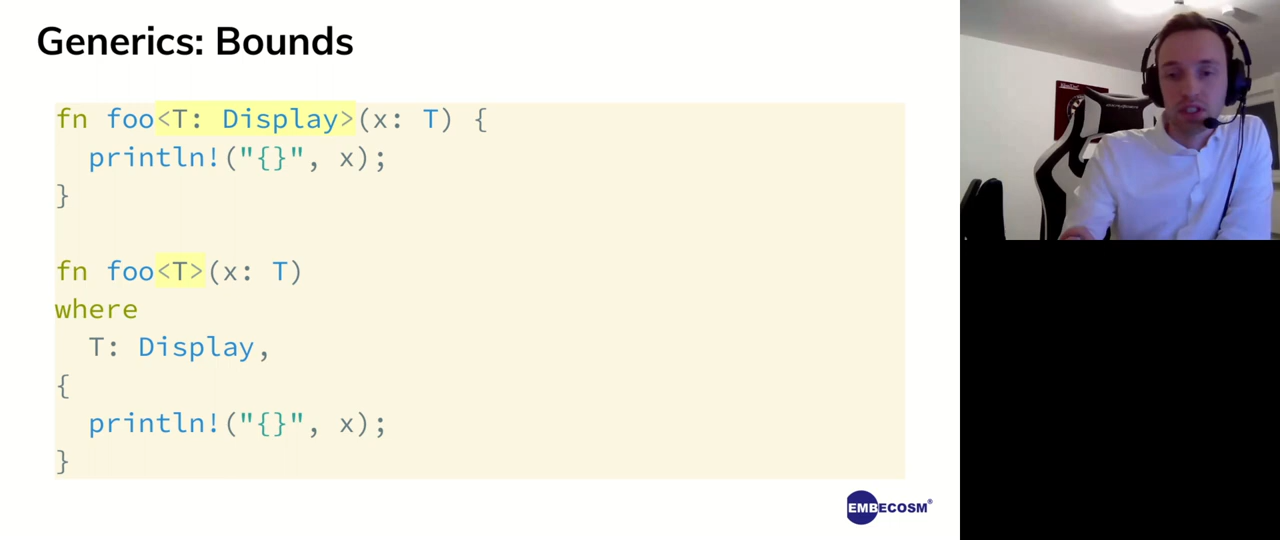 Generics: Bounds
fn foo<T: Display>(x: T) {
  println!("{}", x);
}
fn foo<T>(x: T)
where
  T: Display,
{
  println!("{}", x);
}
EMBECOSM®